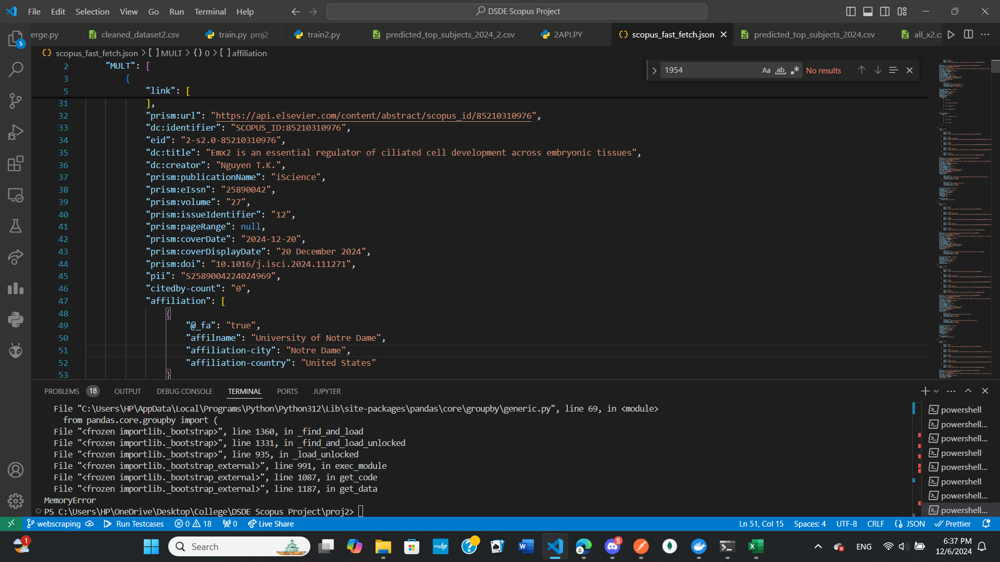 File Edit Selection View Go Run Terminal Help
DSDE Scopus Project
erge.py cleaned_dataset2.csv train.py proj2 train2.py predicted_top_subjects_2024_2.csv 2API.PY scopus_fast_fetch.json predicted_top_subjects_2024.csv all_x2.cs
5
scopus_fast_fetch.json > [ ] MULT > {} 0 > [ ] affiliation
1954 Aa ab No results
2 "MULT": [
3 {
5 "link": [
31 ],
32 "prism:url": "https://api.elsevier.com/content/abstract/scopus_id/85210310976",
33 "dc:identifier": "SCOPUS_ID:85210310976",
34 "eid": "2-s2.0-85210310976",
35 "dc:title": "Emx2 is an essential regulator of ciliated cell development across embryonic tissues",
36 "dc:creator": "Nguyen T.K.",
37 "prism:publicationName": "iScience",
38 "prism:eIssn": "25890042",
39 "prism:volume": "27",
40 "prism:issueIdentifier": "12",
41 "prism:pageRange": null,
42 "prism:coverDate": "2024-12-20",
43 "prism:coverDisplayDate": "20 December 2024",
44 "prism:doi": "10.1016/j.isci.2024.111271",
45 "pii": "S2589004224024969",
46 "citedby-count": "0",
47 "affiliation": [
48 {
49 "@_fa": "true",
50 "affilname": "University of Notre Dame",
51 "affiliation-city": "Notre Dame",
52 "affiliation-country": "United States"
53 }
PROBLEMS 18 OUTPUT DEBUG CONSOLE TERMINAL PORTS JUPYTER
File "C:\Users\HP\AppData\Local\Programs\Python\Python312\Lib\site-packages\pandas\core\groupby\generic.py", line 69, in <module>
from pandas.core.groupby import (
File "<frozen importlib._bootstrap>", line 1360, in _find_and_load
File "<frozen importlib._bootstrap>", line 1331, in _find_and_load_unlocked
File "<frozen importlib._bootstrap>", line 935, in _load_unlocked
File "<frozen importlib._bootstrap_external>", line 991, in exec_module
File "<frozen importlib._bootstrap_external>", line 1087, in get_code
File "<frozen importlib._bootstrap_external>", line 1187, in get_data
MemoryError
PS C:\Users\HP\OneDrive\Desktop\College\DSDE Scopus Project\proj2>
powershell
powershell...
powershell...
powershell
powershell...
powershell
powershell...
powershell...
webscraping Run Testcases 0 18 0 Live Share Ln 51, Col 15 Spaces: 4 UTF-8 CRLF {} JSON Prettier
1 Search myhp 5 ENG 6:37 PM
12/6/2024